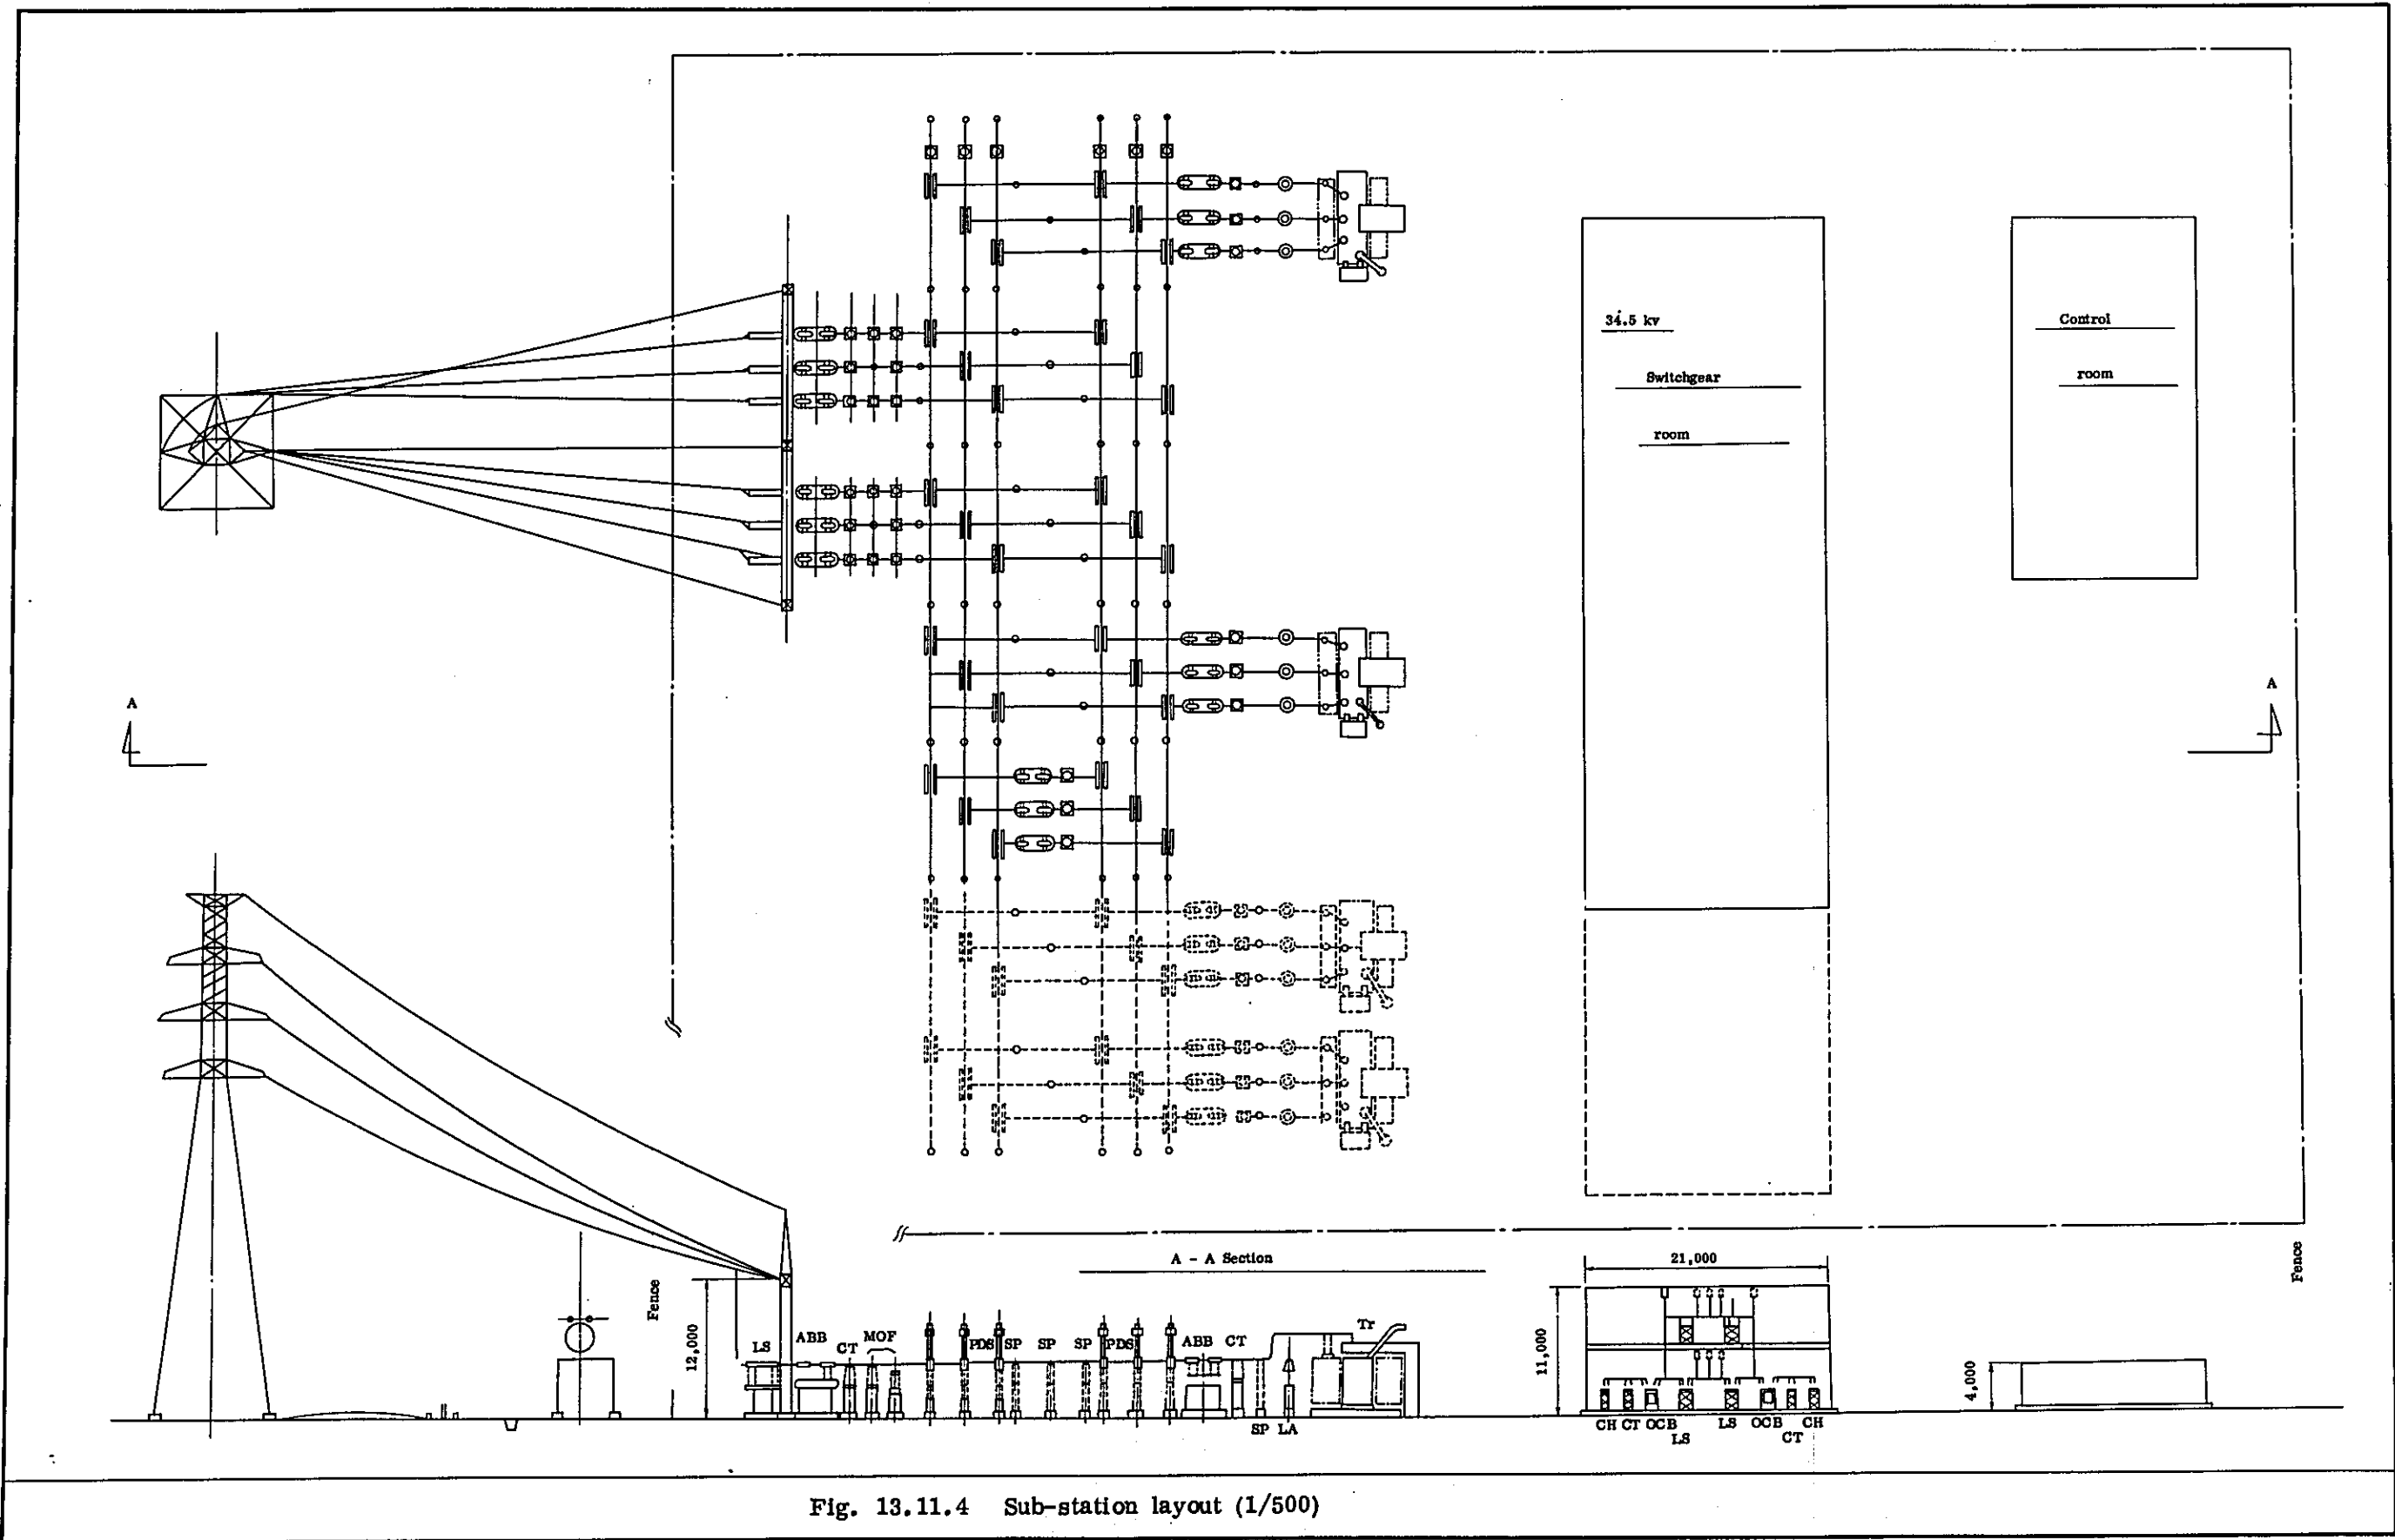 34.5 kv
Switchgear
room
Control
room
A
A
A - A Section
Fence
Fence
12,000
LS
ABB
CT
MOF
PDS
SP
SP
SP
PDS
ABB
CT
Tr
SP
LA
21,000
11,000
CH CT OCB
LS
LS
OCB
CT
CH
4,000
Fig. 13.11.4 Sub-station layout (1/500)